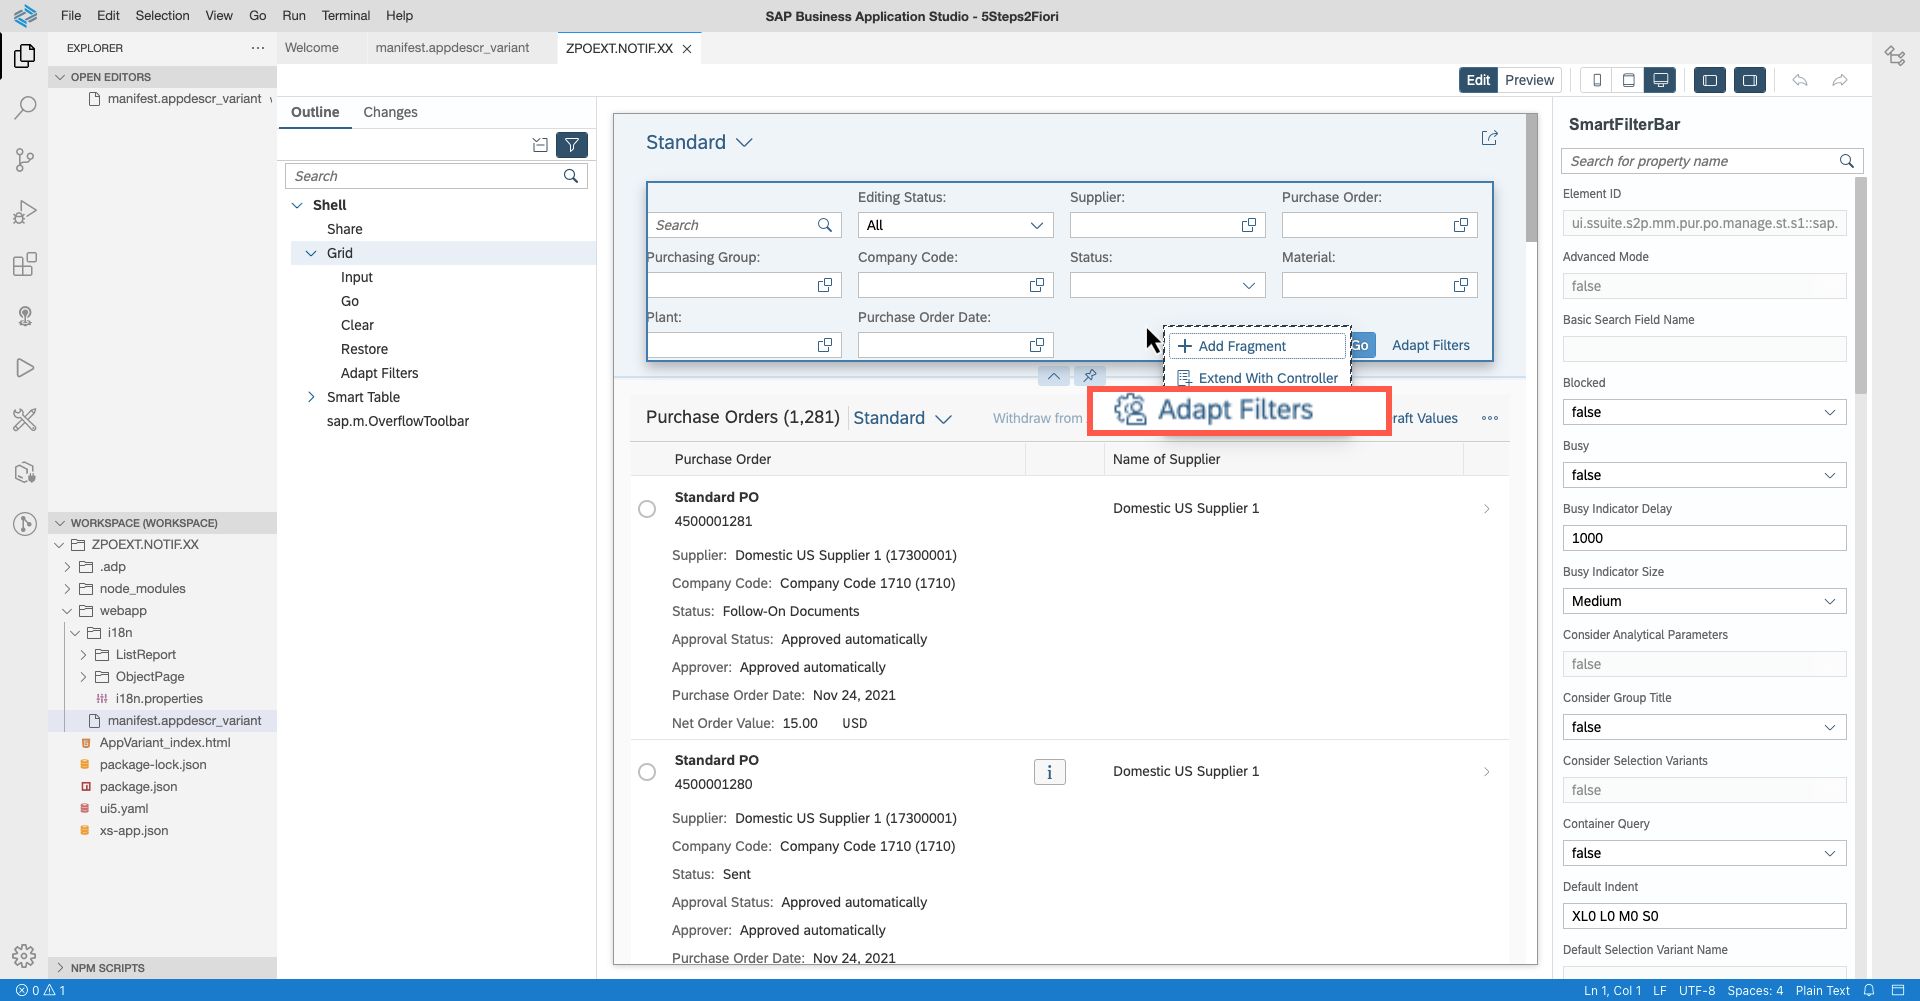 File Edit Selection View Go Run Terminal Help
SAP Business Application Studio - 5Steps2Fiori
EXPLORER
OPEN EDITORS
manifest.appdescr_variant
WORKSPACE (WORKSPACE)
ZPOEXT.NOTIF.XX
.adp
node_modules
webapp
i18n
ListReport
ObjectPage
i18n.properties
manifest.appdescr_variant
AppVariant_index.html
package-lock.json
package.json
ui5.yaml
xs-app.json
NPM SCRIPTS
Welcome manifest.appdescr_variant ZPOEXT.NOTIF.XX
Edit Preview
Outline Changes
Search
Shell
Share
Grid
Input
Go
Clear
Restore
Adapt Filters
Smart Table
sap.m.OverflowToolbar
Standard
Editing Status: Supplier: Purchase Order:
Search All
Purchasing Group: Company Code: Status: Material:
Plant: Purchase Order Date:
Go Adapt Filters
Add Fragment
Extend With Controller
Adapt Filters
Purchase Orders (1,281) Standard Withdraw from raft Values
Purchase Order Name of Supplier
Standard PO
4500001281
Domestic US Supplier 1
Supplier: Domestic US Supplier 1 (17300001)
Company Code: Company Code 1710 (1710)
Status: Follow-On Documents
Approval Status: Approved automatically
Approver: Approved automatically
Purchase Order Date: Nov 24, 2021
Net Order Value: 15.00 USD
Standard PO
4500001280
i
Domestic US Supplier 1
Supplier: Domestic US Supplier 1 (17300001)
Company Code: Company Code 1710 (1710)
Status: Sent
Approval Status: Approved automatically
Approver: Approved automatically
Purchase Order Date: Nov 24, 2021
SmartFilterBar
Search for property name
Element ID
ui.ssuite.s2p.mm.pur.po.manage.st.s1::sap.
Advanced Mode
false
Basic Search Field Name
Blocked
false
Busy
false
Busy Indicator Delay
1000
Busy Indicator Size
Medium
Consider Analytical Parameters
false
Consider Group Title
false
Consider Selection Variants
false
Container Query
false
Default Indent
XL0 L0 M0 S0
Default Selection Variant Name
0 1
Ln 1, Col 1 LF UTF-8 Spaces: 4 Plain Text